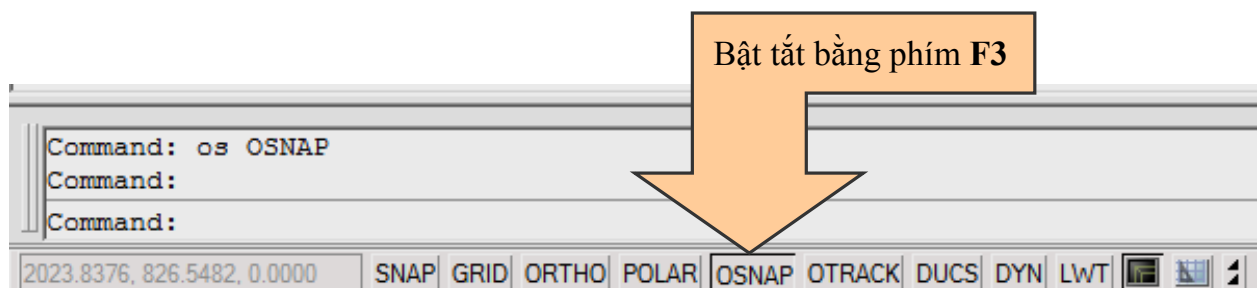 Bật tắt bằng phím F3
Command: os OSNAP
Command:
Command:
2023.8376, 826.5482, 0.0000 SNAP GRID ORTHO POLAR OSNAP OTRACK DUCS DYN LWT